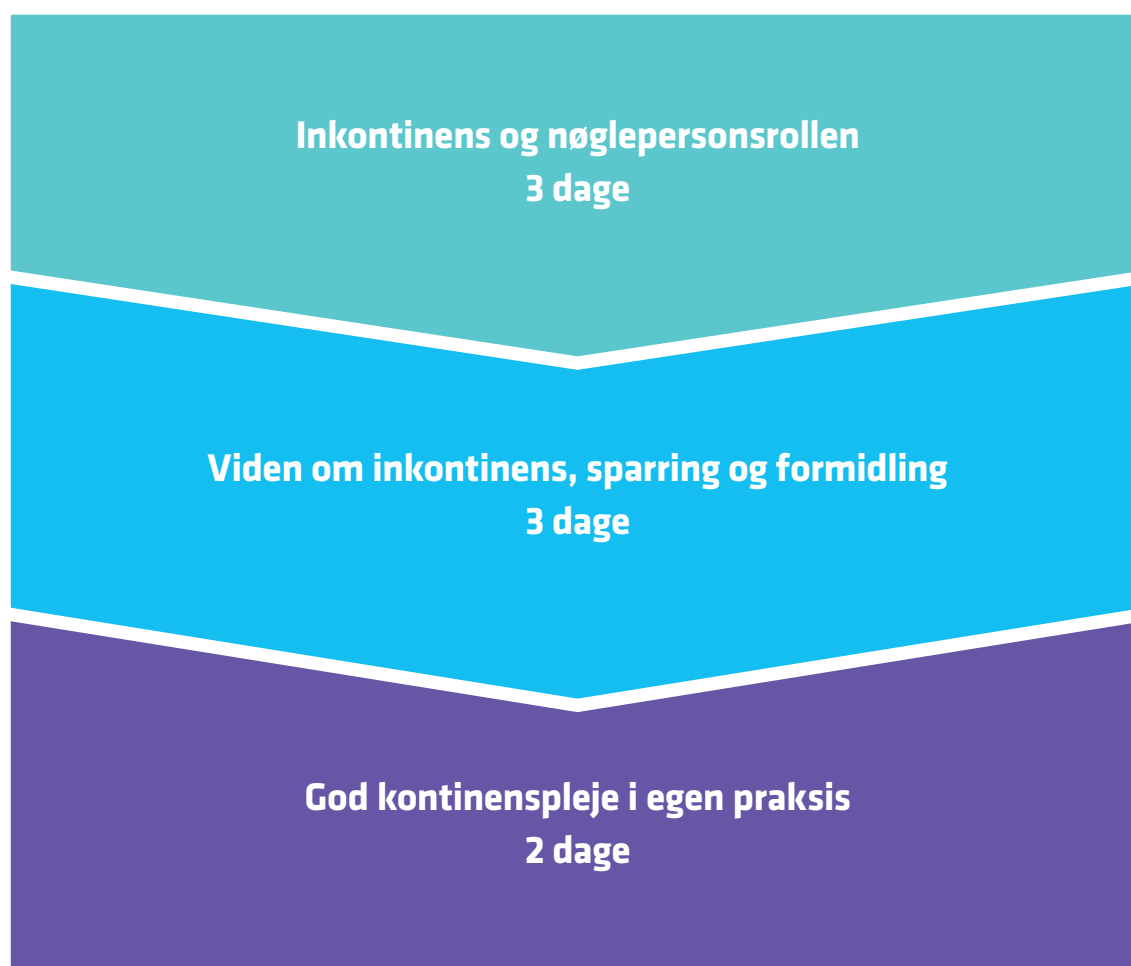 Inkontinens og nøglepersonsrollen
3 dage
Viden om inkontinens, sparring og formidling
3 dage
God kontinenspleje i egen praksis
2 dage